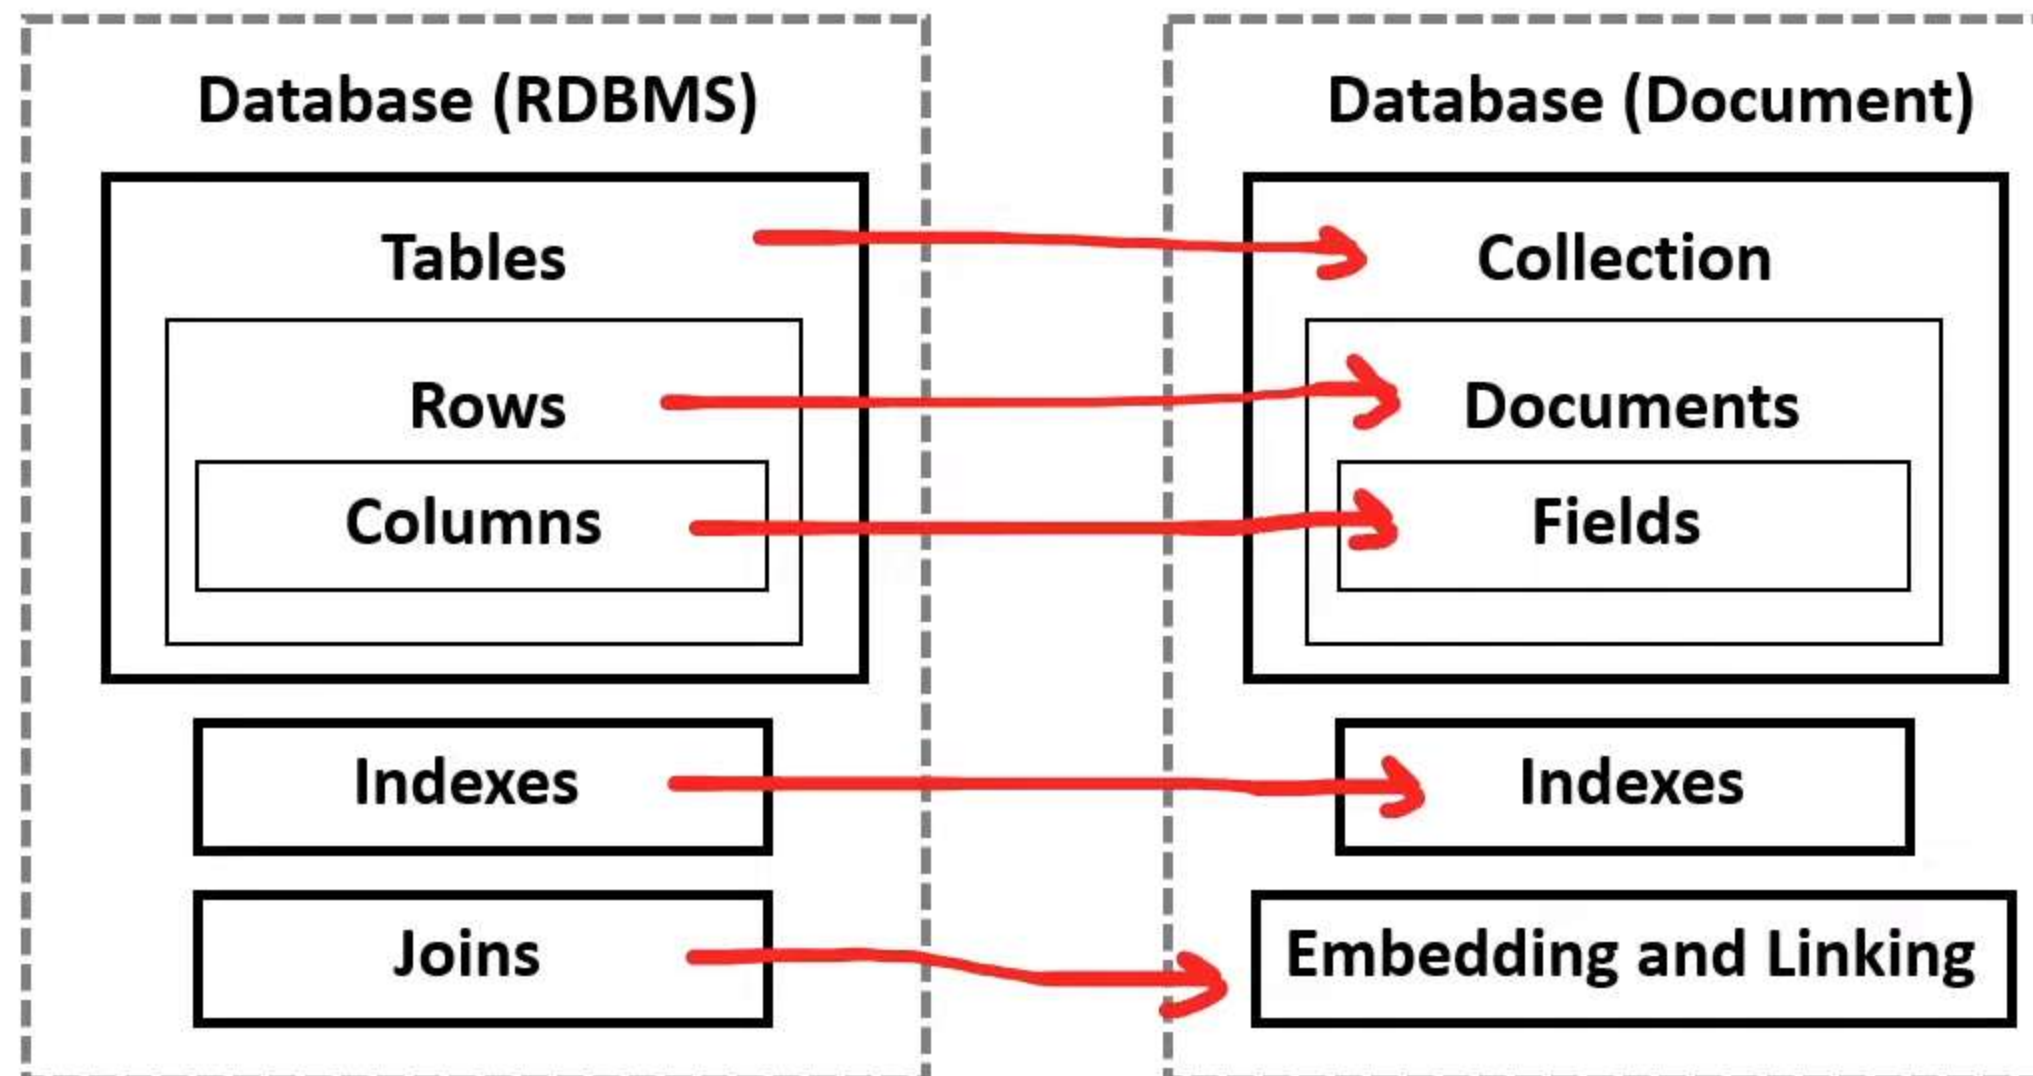 Database (RDBMS)
Tables
Rows
Columns
Indexes
Joins
Database (Document)
Collection
Documents
Fields
Indexes
Embedding and Linking